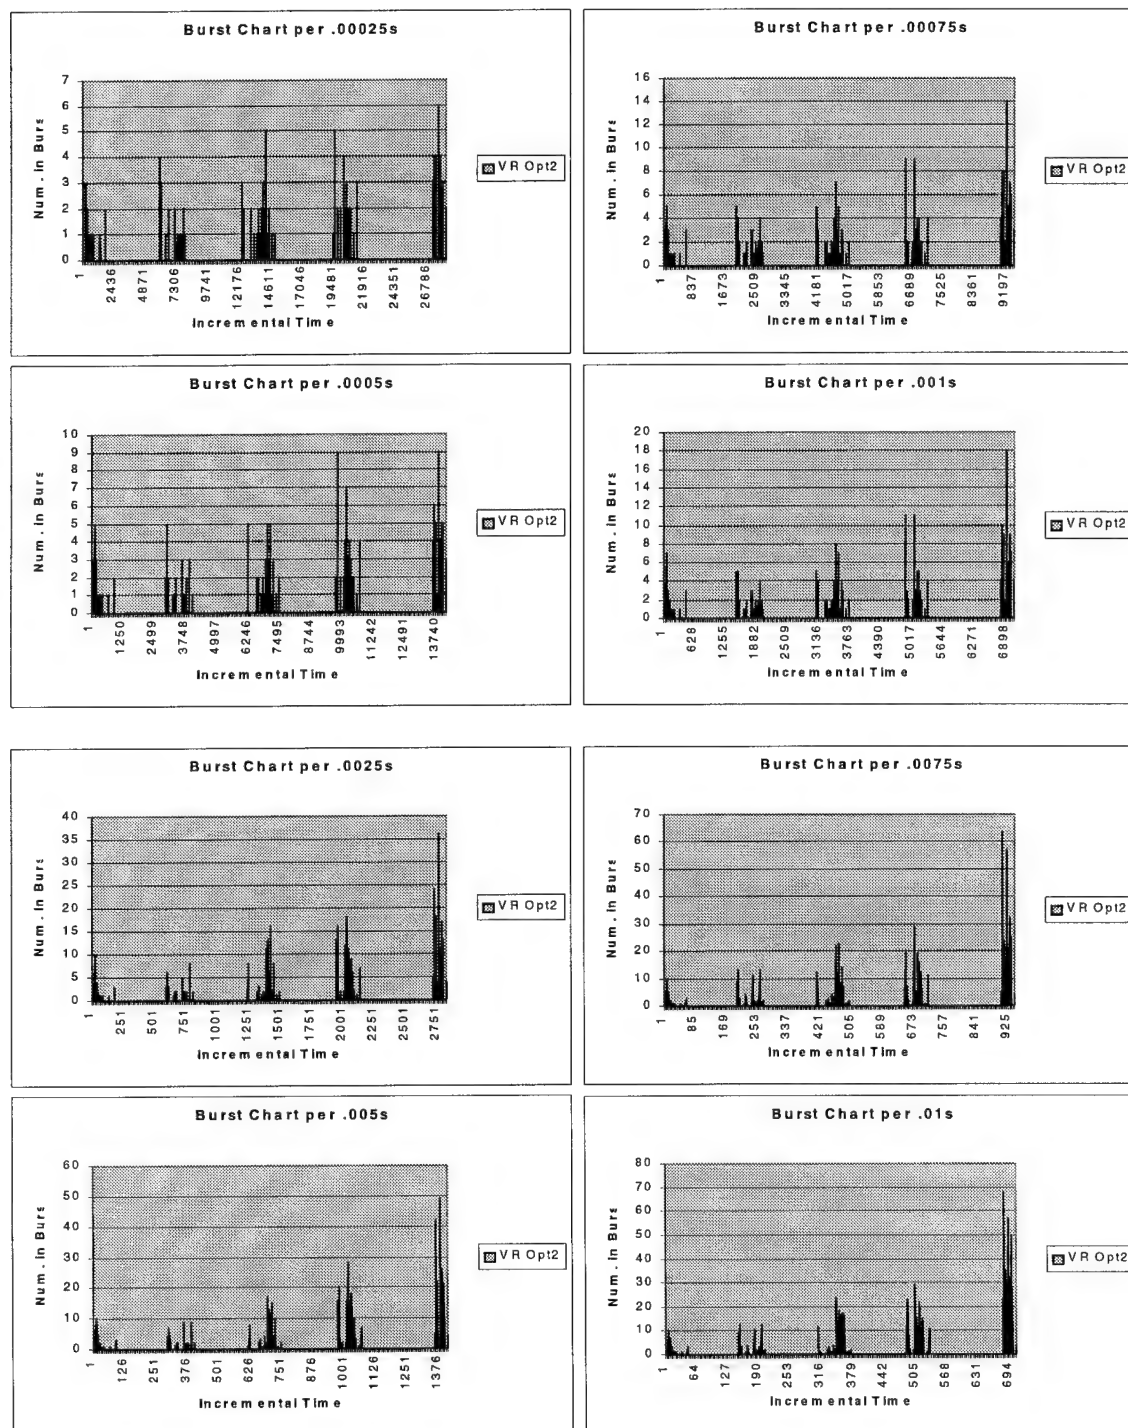 Burst Chart per .00025s
Num. in Burs
7
6
5
4
3
2
1
0
1 2436 4871 7306 9741 12176 14611 17046 19481 21916 24351 26786
Incremental Time
VR Opt2
Burst Chart per .00075s
Num. in Burs
16
14
12
10
8
6
4
2
0
1 837 1673 2509 3345 4181 5017 5853 6689 7525 8361 9197
Incremental Time
VR Opt2
Burst Chart per .0005s
Num. in Burs
10
9
8
7
6
5
4
3
2
1
0
1 1250 2499 3748 4997 6246 7495 8744 9993 11242 12491 13740
Incremental Time
VR Opt2
Burst Chart per .001s
Num. in Burs
20
18
16
14
12
10
8
6
4
2
0
1 628 1255 1882 2509 3136 3763 4390 5017 5644 6271 6898
Incremental Time
VR Opt2
Burst Chart per .0025s
Num. in Burs
40
35
30
25
20
15
10
5
0
1 251 501 751 1001 1251 1501 1751 2001 2251 2501 2751
Incremental Time
VR Opt2
Burst Chart per .0075s
Num. in Burs
70
60
50
40
30
20
10
0
1 85 169 253 337 421 505 589 673 757 841 925
Incremental Time
VR Opt2
Burst Chart per .005s
Num. in Burs
60
50
40
30
20
10
0
1 126 251 376 501 626 751 876 1001 1126 1251 1376
Incremental Time
VR Opt2
Burst Chart per .01s
Num. in Burs
80
70
60
50
40
30
20
10
0
1 64 127 190 253 316 379 442 505 568 631 694
Incremental Time
VR Opt2